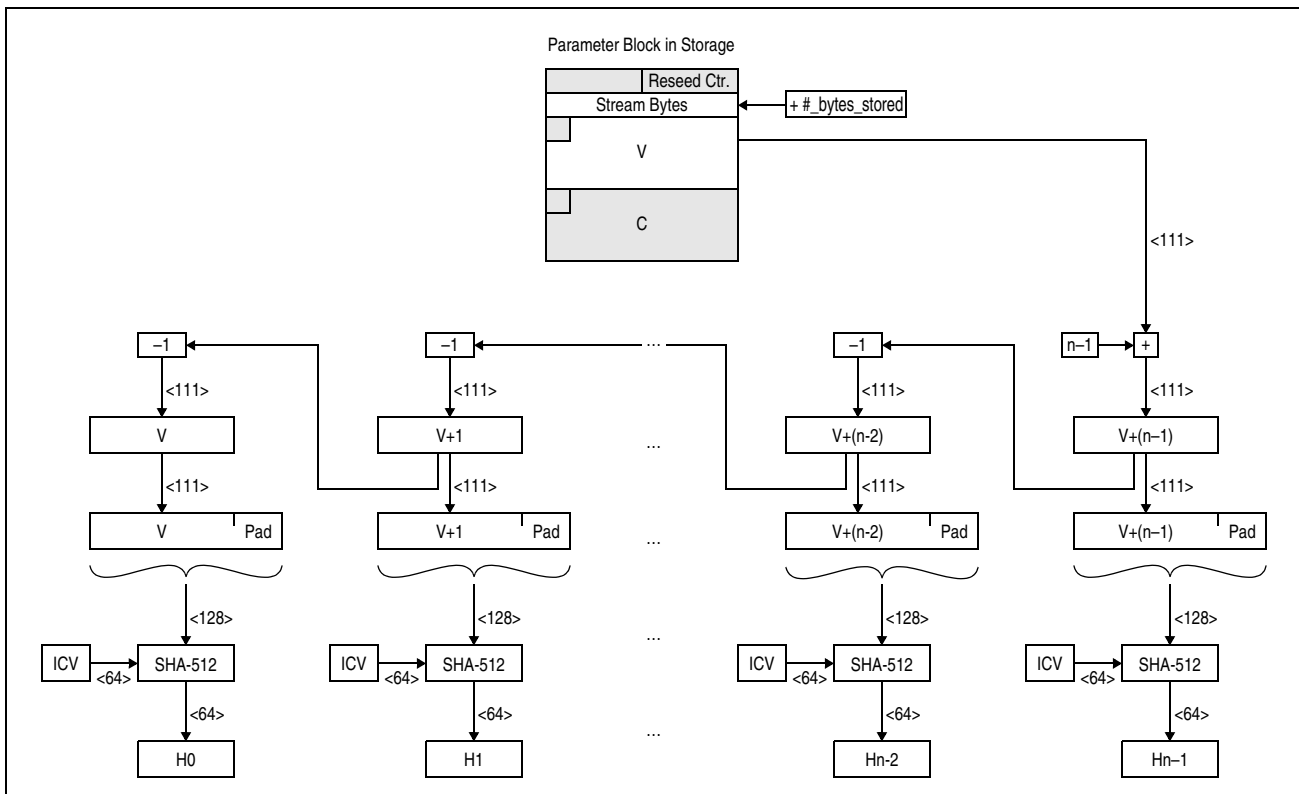 Parameter Block in Storage
Reseed Ctr.
Stream Bytes
+ #_bytes_stored
V
C
<111>
–1
–1
...
–1
n–1
+
<111>
<111>
<111>
<111>
V
V+1
...
V+(n-2)
V+(n–1)
<111>
<111>
<111>
<111>
V
Pad
V+1
Pad
...
V+(n-2)
Pad
V+(n–1)
Pad
<128>
<128>
...
<128>
<128>
ICV
<64>
SHA-512
ICV
<64>
SHA-512
ICV
<64>
SHA-512
ICV
<64>
SHA-512
<64>
<64>
...
<64>
<64>
H0
H1
Hn-2
Hn–1